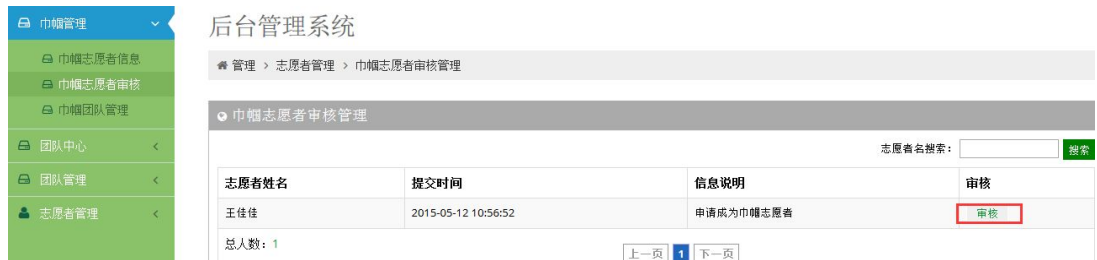 巾帼管理
巾帼志愿者信息
巾帼志愿者审核
巾帼团队管理
团队中心
团队管理
志愿者管理
后台管理系统
管理 > 志愿者管理 > 巾帼志愿者审核管理
巾帼志愿者审核管理
志愿者名搜索： 搜索
志愿者姓名 提交时间 信息说明 审核
王佳佳 2015-05-12 10:56:52 申请成为巾帼志愿者 审核
总人数：1
上一页 1 下一页